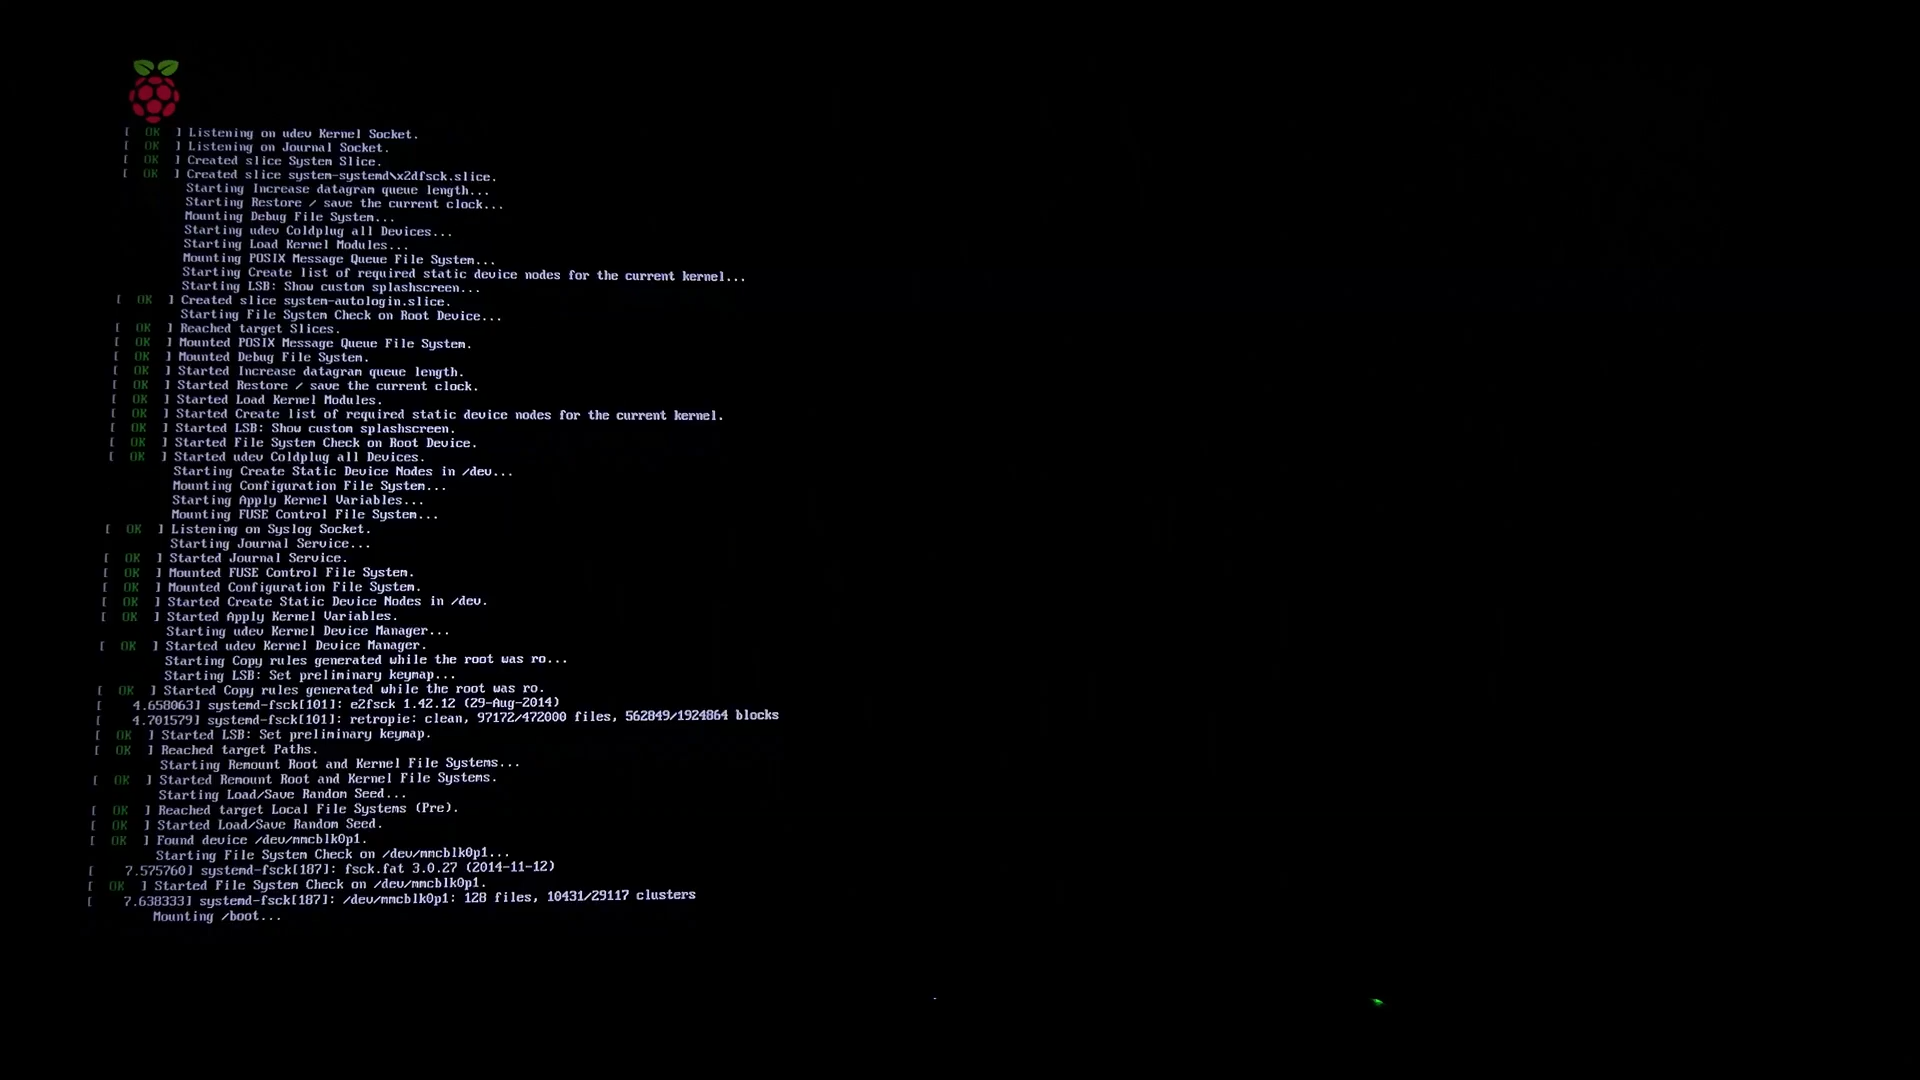 [  OK  ] Listening on udev Kernel Socket.
[  OK  ] Listening on Journal Socket.
[  OK  ] Created slice System Slice.
[  OK  ] Created slice system-systemd\x2dfsck.slice.
Starting Increase datagram queue length...
Starting Restore / save the current clock...
Mounting Debug File System...
Starting udev Coldplug all Devices...
Starting Load Kernel Modules...
Mounting POSIX Message Queue File System...
Starting Create list of required static device nodes for the current kernel...
Starting LSB: Show custom splashscreen...
[  OK  ] Created slice system-autologin.slice.
Starting File System Check on Root Device...
[  OK  ] Reached target Slices.
[  OK  ] Mounted POSIX Message Queue File System.
[  OK  ] Mounted Debug File System.
[  OK  ] Started Increase datagram queue length.
[  OK  ] Started Restore / save the current clock.
[  OK  ] Started Load Kernel Modules.
[  OK  ] Started Create list of required static device nodes for the current kernel.
[  OK  ] Started LSB: Show custom splashscreen.
[  OK  ] Started File System Check on Root Device.
[  OK  ] Started udev Coldplug all Devices.
Starting Create Static Device Nodes in /dev...
Mounting Configuration File System...
Starting Apply Kernel Variables...
Mounting FUSE Control File System...
[  OK  ] Listening on Syslog Socket.
Starting Journal Service...
[  OK  ] Started Journal Service.
[  OK  ] Mounted FUSE Control File System.
[  OK  ] Mounted Configuration File System.
[  OK  ] Started Create Static Device Nodes in /dev.
[  OK  ] Started Apply Kernel Variables.
Starting udev Kernel Device Manager...
[  OK  ] Started udev Kernel Device Manager.
Starting Copy rules generated while the root was ro...
Starting LSB: Set preliminary keymap...
[  OK  ] Started Copy rules generated while the root was ro.
[    4.658063] systemd-fsck[101]: e2fsck 1.42.12 (29-Aug-2014)
[    4.701579] systemd-fsck[101]: retropie: clean, 97172/472000 files, 562849/1924864 blocks
[  OK  ] Started LSB: Set preliminary keymap.
[  OK  ] Reached target Paths.
Starting Remount Root and Kernel File Systems...
[  OK  ] Started Remount Root and Kernel File Systems.
Starting Load/Save Random Seed...
[  OK  ] Reached target Local File Systems (Pre).
[  OK  ] Started Load/Save Random Seed.
[  OK  ] Found device /dev/mmcblk0p1.
Starting File System Check on /dev/mmcblk0p1...
[    7.575760] systemd-fsck[187]: fsck.fat 3.0.27 (2014-11-12)
[  OK  ] Started File System Check on /dev/mmcblk0p1.
[    7.638333] systemd-fsck[187]: /dev/mmcblk0p1: 128 files, 10431/29117 clusters
Mounting /boot...